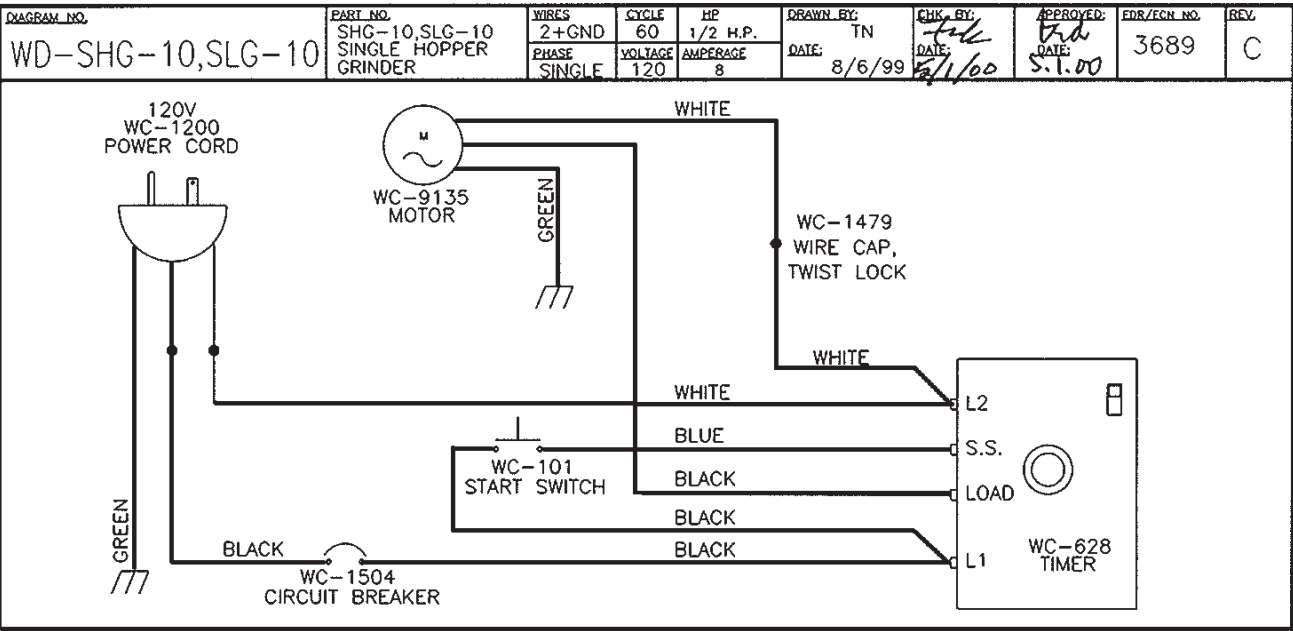 DIAGRAM NO.
WD-SHG-10,SLG-10
PART NO.
SHG-10,SLG-10
SINGLE HOPPER
GRINDER
WIRES
2+GND
PHASE
SINGLE
CYCLE
60
VOLTAGE
120
HP
1/2 H.P.
AMPERAGE
8
DRAWN BY:
TN
DATE:
8/6/99
CHK. BY:
DATE:
/1/00
APPROVED:
DATE:
5.1.00
EDR/ECN NO.
3689
REV.
C
120V
WC-1200
POWER CORD
M
WC-9135
MOTOR
WHITE
GREEN
WC-1479
WIRE CAP,
TWIST LOCK
WHITE
WHITE
L2
BLUE
S.S.
WC-101
START SWITCH
BLACK
LOAD
BLACK
GREEN
BLACK
BLACK
L1
WC-628
TIMER
WC-1504
CIRCUIT BREAKER